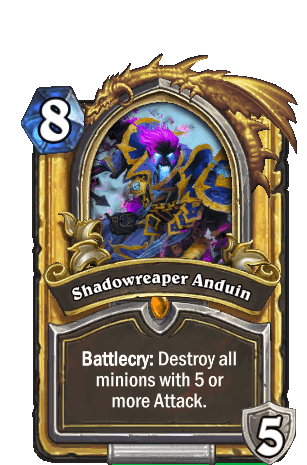 8
Shadowreaper Anduin
Battlecry: Destroy all
minions with 5 or
more Attack.
5